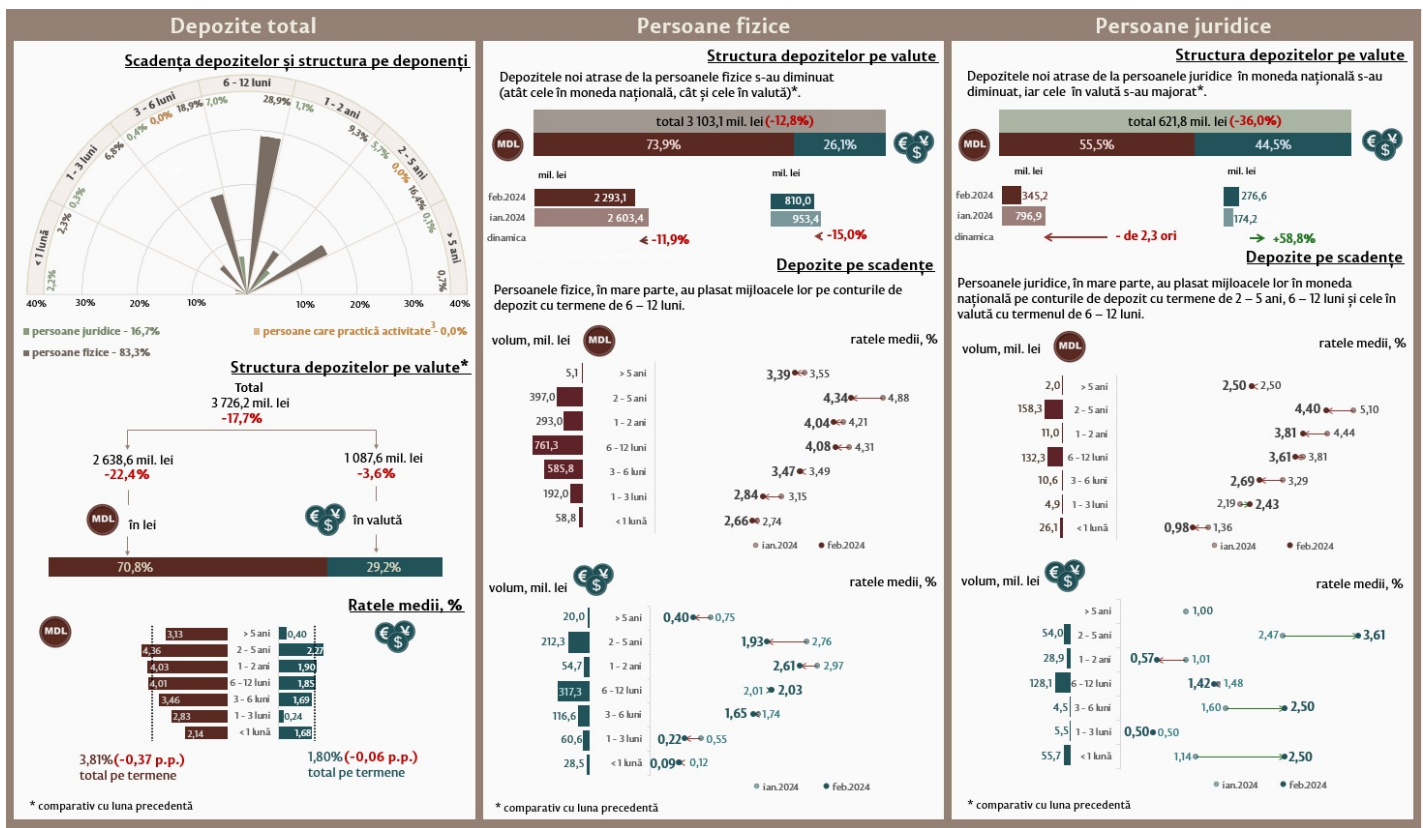 Depozite total
Scadența depozitelor și structura pe deponenți
< 1 lună
1 - 3 luni
3 - 6 luni
6 - 12 luni
1 - 2 ani
2 - 5 ani
> 5 ani
2,2%
2,3%
0,3%
6,8%
0,4%
0,0%
18,9%
7,0%
28,9%
1,1%
9,3%
5,7%
0,0%
16,4%
0,1%
0,7%
40%
30%
20%
10%
10%
20%
30%
40%
persoane juridice - 16,7%
persoane care practică activitate3- 0,0%
persoane fizice - 83,3%
Structura depozitelor pe valute*
Total
3 726,2 mil. lei
-17,7%
2 638,6 mil. lei
-22,4%
1 087,6 mil. lei
-3,6%
MDL
în lei
€ ¥ $
în valută
70,8%
29,2%
Ratele medii, %
MDL
€ ¥ $
3,13 > 5 ani 0,40
4,36 2 - 5 ani 2,27
4,03 1 - 2 ani 1,90
4,01 6 - 12 luni 1,85
3,46 3 - 6 luni 1,69
2,83 1 - 3 luni 0,24
2,14 < 1 lună 1,68
3,81%(-0,37 p.p.)
total pe termene
1,80%(-0,06 p.p.)
total pe termene
* comparativ cu luna precedentă
Persoane fizice
Structura depozitelor pe valute
Depozitele noi atrase de la persoanele fizice s-au diminuat
(atât cele în moneda națională, cât și cele în valută)*.
total 3 103,1 mil. lei (-12,8%)
MDL
73,9%
26,1%
€ ¥ $
mil. lei
mil. lei
feb.2024 2 293,1 810,0
ian.2024 2 603,4 953,4
dinamica -11,9% -15,0%
Depozite pe scadențe
Persoanele fizice, în mare parte, au plasat mijloacele lor pe conturile de
depozit cu termene de 6 – 12 luni.
volum, mil. lei
MDL
ratele medii, %
5,1 > 5 ani 3,39 3,55
397,0 2 - 5 ani 4,34 4,88
293,0 1 - 2 ani 4,04 4,21
761,3 6 - 12 luni 4,08 4,31
585,8 3 - 6 luni 3,47 3,49
192,0 1 - 3 luni 2,84 3,15
58,8 < 1 lună 2,66 2,74
ian.2024 feb.2024
volum, mil. lei
€ ¥ $
ratele medii, %
20,0 > 5 ani 0,40 0,75
212,3 2 - 5 ani 1,93 2,76
54,7 1 - 2 ani 2,61 2,97
317,3 6 - 12 luni 2,01 2,03
116,6 3 - 6 luni 1,65 1,74
60,6 1 - 3 luni 0,22 0,55
28,5 < 1 lună 0,09 0,12
ian.2024 feb.2024
* comparativ cu luna precedentă
Persoane juridice
Structura depozitelor pe valute
Depozitele noi atrase de la persoanele juridice în moneda națională s-au
diminuat, iar cele în valută s-au majorat*.
total 621,8 mil. lei (-36,0%)
MDL
55,5%
44,5%
€ ¥ $
mil. lei
mil. lei
feb.2024 345,2 276,6
ian.2024 796,9 174,2
dinamica - de 2,3 ori +58,8%
Depozite pe scadențe
Persoanele juridice, în mare parte, au plasat mijloacele lor în moneda
națională pe conturile de depozit cu termene de 2 – 5 ani, 6 – 12 luni și cele în
valută cu termenul de 6 – 12 luni.
volum, mil. lei
MDL
ratele medii, %
2,0 > 5 ani 2,50 2,50
158,3 2 - 5 ani 4,40 5,10
11,0 1 - 2 ani 3,81 4,44
132,3 6 - 12 luni 3,61 3,81
10,6 3 - 6 luni 2,69 3,29
4,9 1 - 3 luni 2,19 2,43
26,1 < 1 lună 0,98 1,36
ian.2024 feb.2024
volum, mil. lei
€ ¥ $
ratele medii, %
> 5 ani 1,00
54,0 2 - 5 ani 2,47 3,61
28,9 1 - 2 ani 0,57 1,01
128,1 6 - 12 luni 1,42 1,48
4,5 3 - 6 luni 1,60 2,50
5,5 1 - 3 luni 0,50 0,50
55,7 < 1 lună 1,14 2,50
ian.2024 feb.2024
* comparativ cu luna precedentă